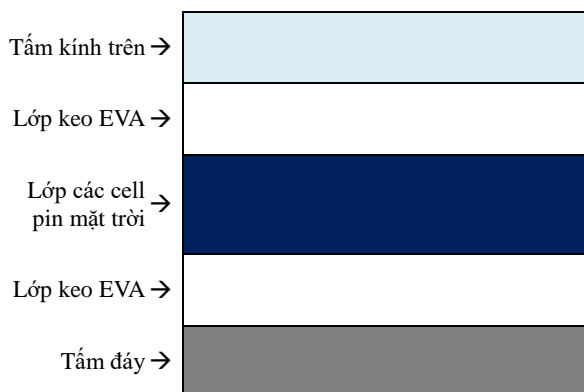 Tấm kính trên →
Lớp keo EVA →
Lớp các cell
pin mặt trời →
Lớp keo EVA →
Tấm đáy →